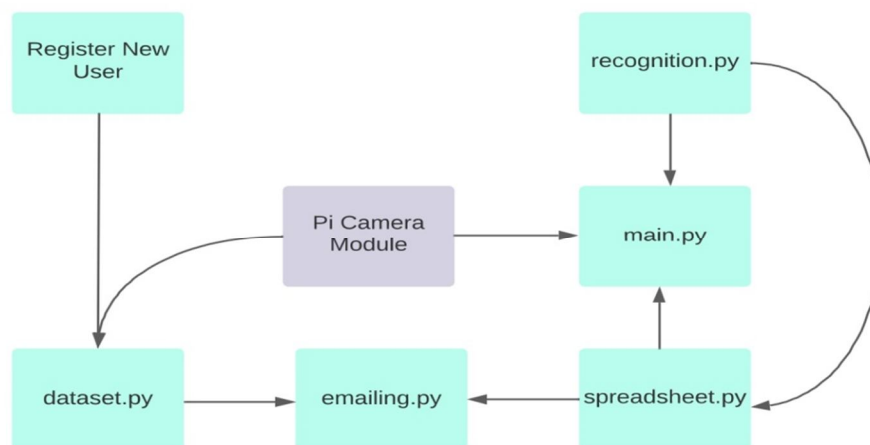 Register New
User
recognition.py
Pi Camera
Module
main.py
dataset.py
emailing.py
spreadsheet.py